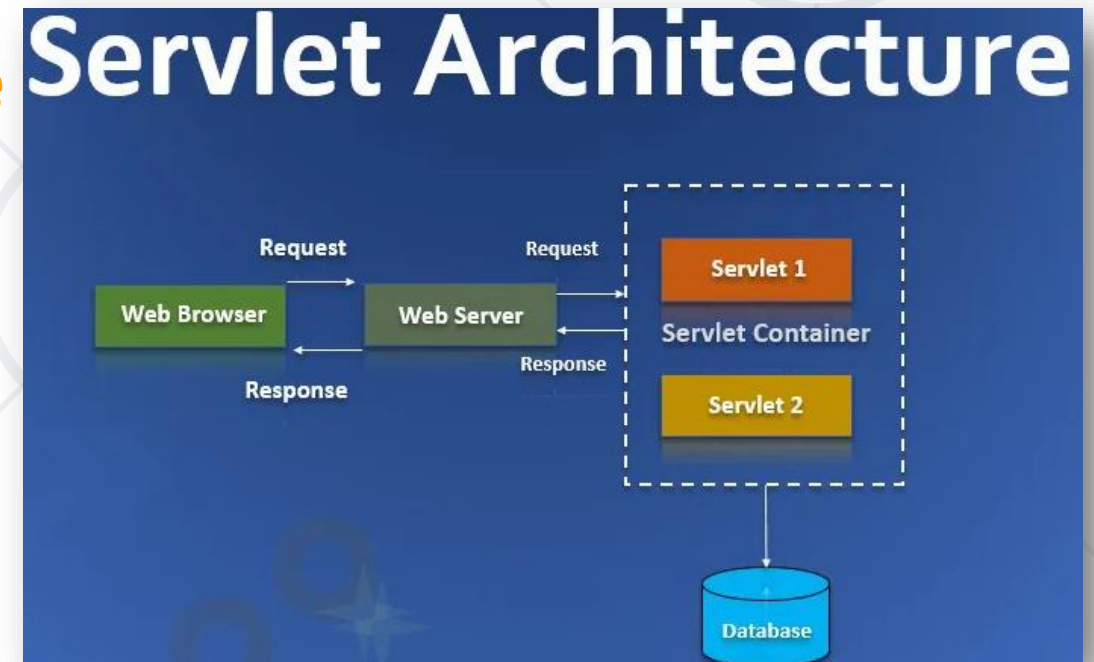 Servlet Architecture
Request
Request
Servlet 1
Web Browser
Web Server
Servlet Container
Response
Response
Servlet 2
Database